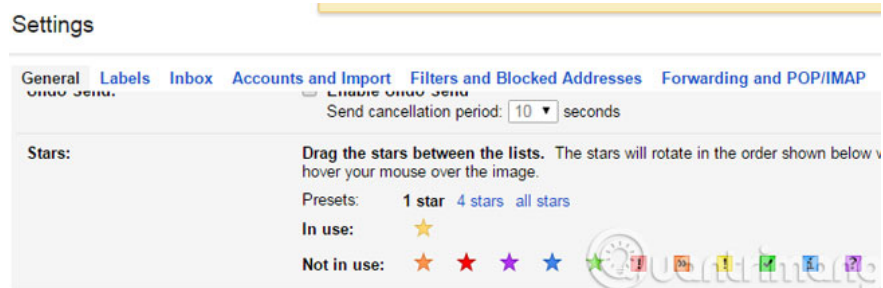 Settings
General Labels Inbox Accounts and Import Filters and Blocked Addresses Forwarding and POP/IMAP
Undo Send: Enable Undo Send
Send cancellation period: 10 seconds
Stars: Drag the stars between the lists. The stars will rotate in the order shown below
hover your mouse over the image.
Presets: 1 star 4 stars all stars
In use:
Not in use:
quantrimang